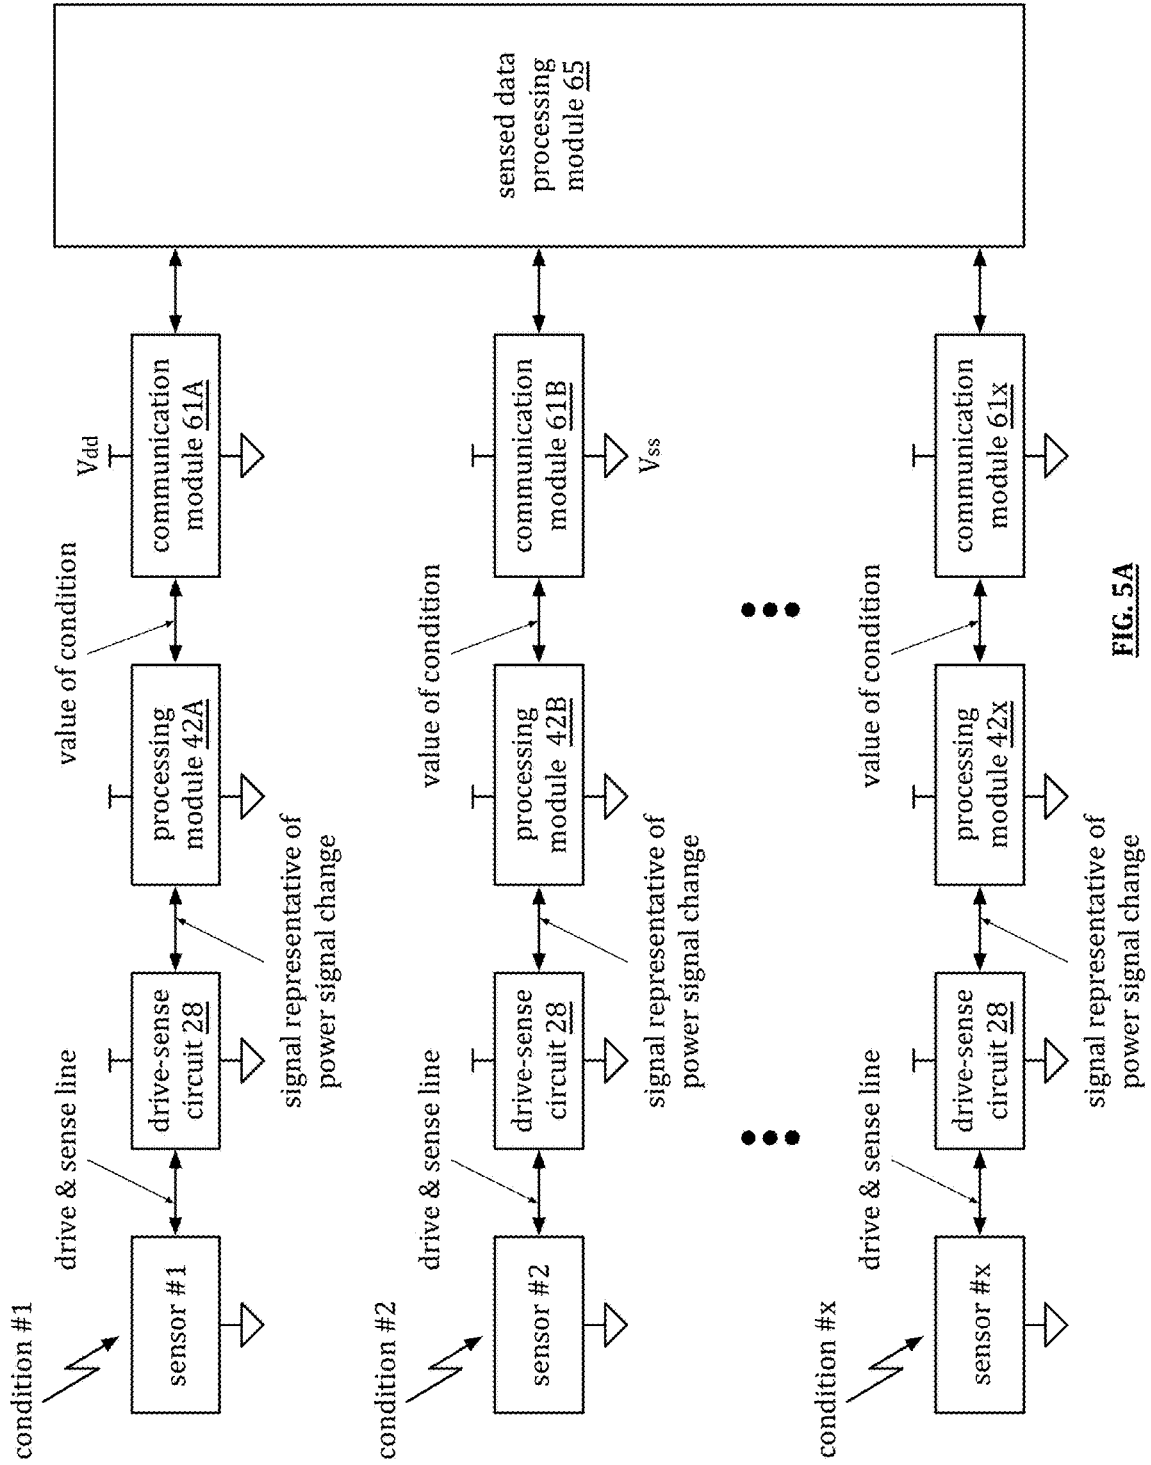 condition #1
sensor #1
drive & sense line
drive-sense
circuit 28
signal representative of
power signal change
processing
module 42A
value of condition
Vdd
communication
module 61A
condition #2
sensor #2
drive & sense line
drive-sense
circuit 28
signal representative of
power signal change
processing
module 42B
value of condition
communication
module 61B
Vss
condition #x
sensor #x
drive & sense line
drive-sense
circuit 28
signal representative of
power signal change
processing
module 42x
value of condition
communication
module 61x
sensed data
processing
module 65
FIG. 5A